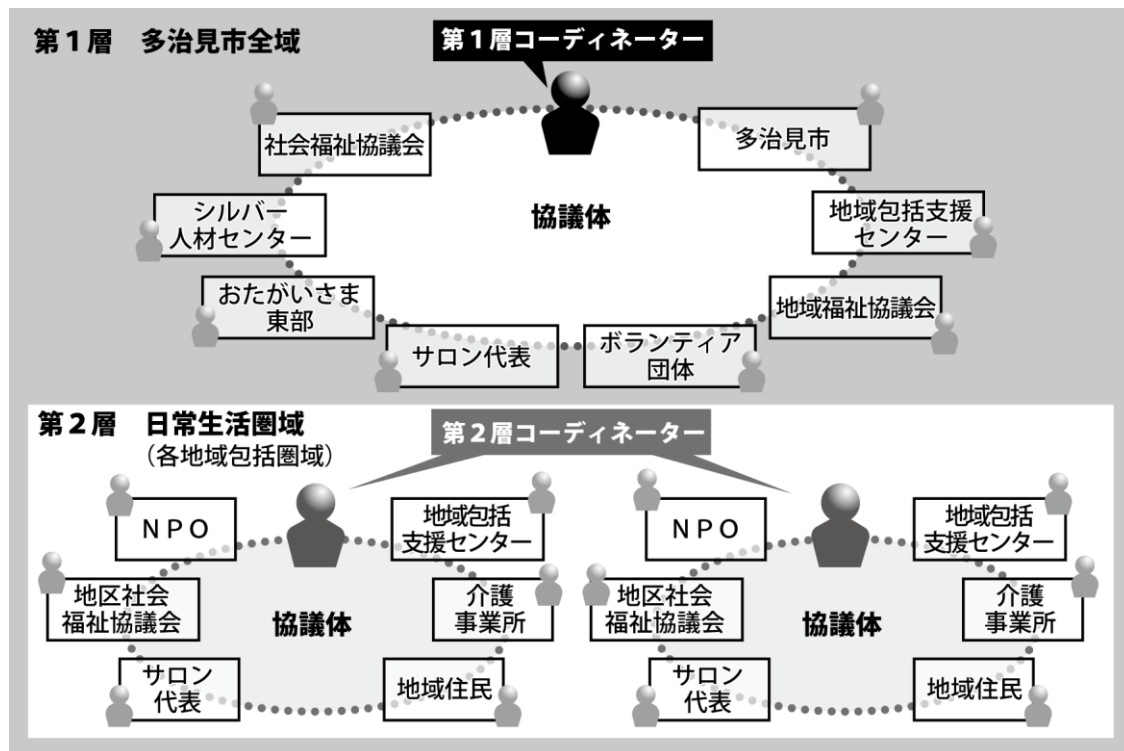 第1層 多治見市全域
第1層コーディネーター
社会福祉協議会
多治見市
シルバー
人材センター
協議体
地域包括支援
センター
おたがいさま
東部
地域福祉協議会
サロン代表
ボランティア
団体
第2層 日常生活圏域
(各地域包括圏域)
第2層コーディネーター
NPO
地域包括
支援センター
地区社会
福祉協議会
協議体
介護
事業所
サロン
代表
地域住民
NPO
地域包括
支援センター
地区社会
福祉協議会
協議体
介護
事業所
サロン
代表
地域住民